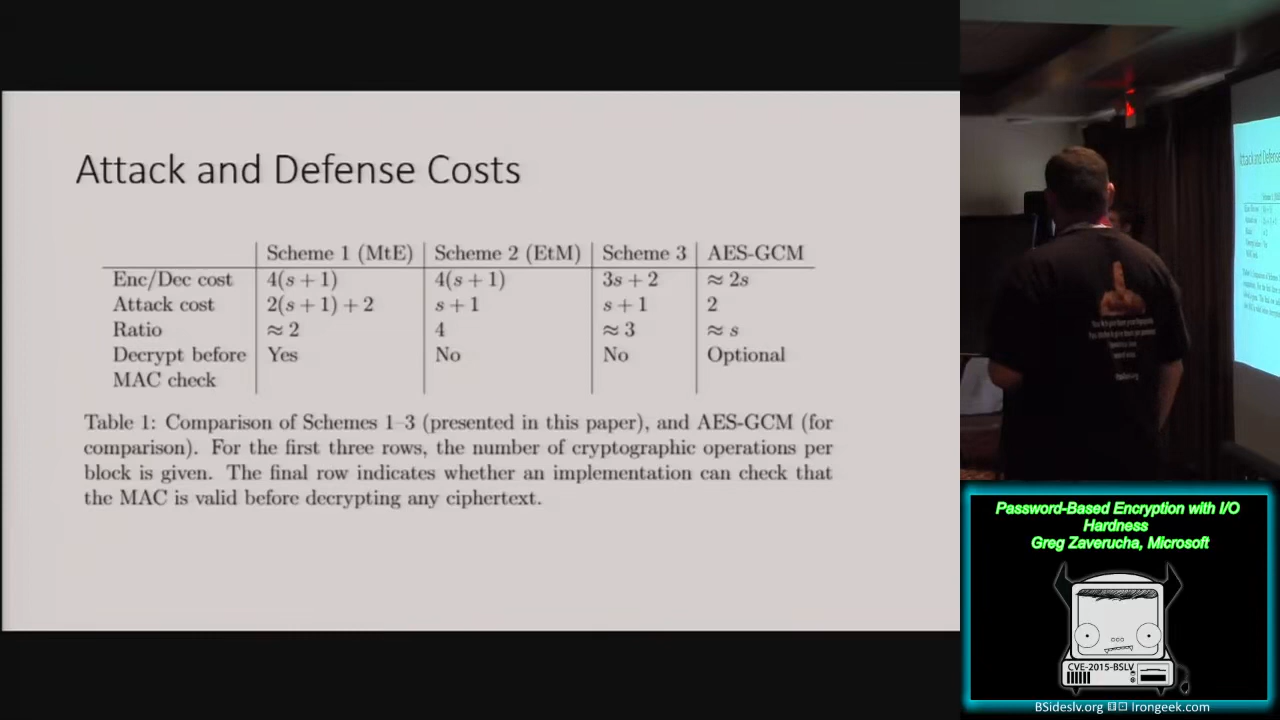 Attack and Defense Costs
Scheme 1 (MtE) Scheme 2 (EtM) Scheme 3 AES-GCM
Enc/Dec cost 4(s + 1) 4(s + 1) 3s + 2 ≈ 2s
Attack cost 2(s + 1) + 2 s + 1 s + 1 2
Ratio ≈ 2 4 ≈ 3 ≈ s
Decrypt before Yes No No Optional
MAC check
Table 1: Comparison of Schemes 1–3 (presented in this paper), and AES-GCM (for
comparison). For the first three rows, the number of cryptographic operations per
block is given. The final row indicates whether an implementation can check that
the MAC is valid before decrypting any ciphertext.
Attack and Defense
Password-Based Encryption with I/O
Hardness
Greg Zaverucha, Microsoft
CVE-2015-BSLV
BSideslv.org Irongeek.com